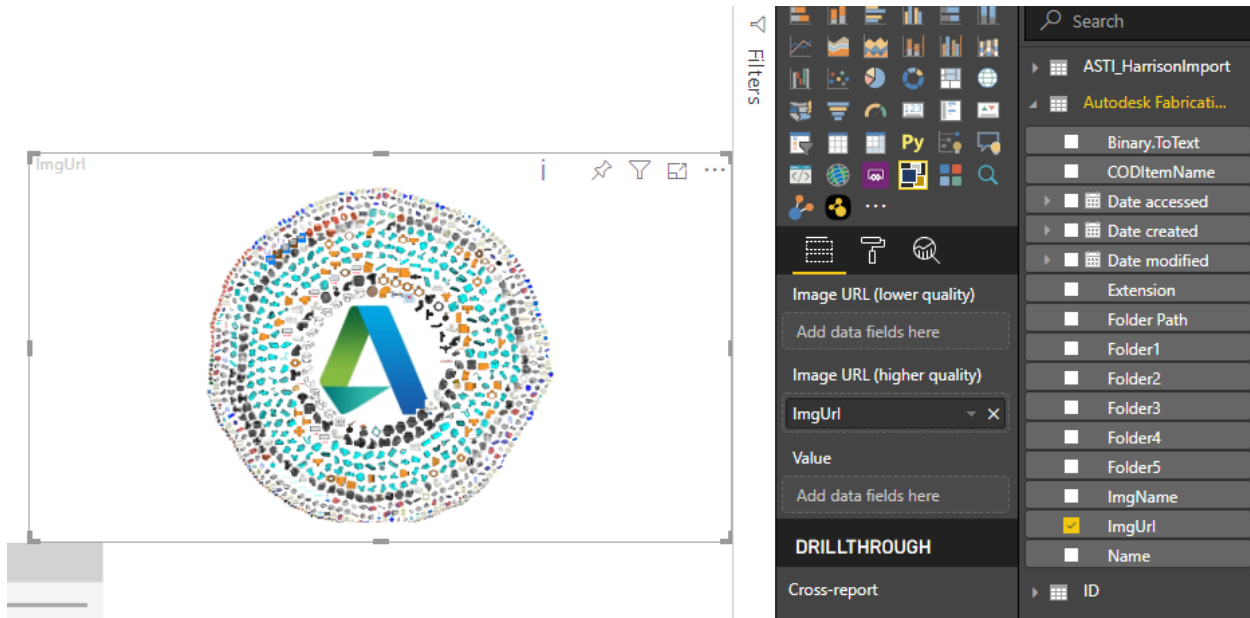 ImgUrl
i
Filters
123
Py
Image URL (lower quality)
Add data fields here
Image URL (higher quality)
ImgUrl
Value
Add data fields here
DRILLTHROUGH
Cross-report
Search
ASTI_HarrisonImport
Autodesk Fabricati...
Binary.ToText
CODItemName
Date accessed
Date created
Date modified
Extension
Folder Path
Folder1
Folder2
Folder3
Folder4
Folder5
ImgName
ImgUrl
Name
ID